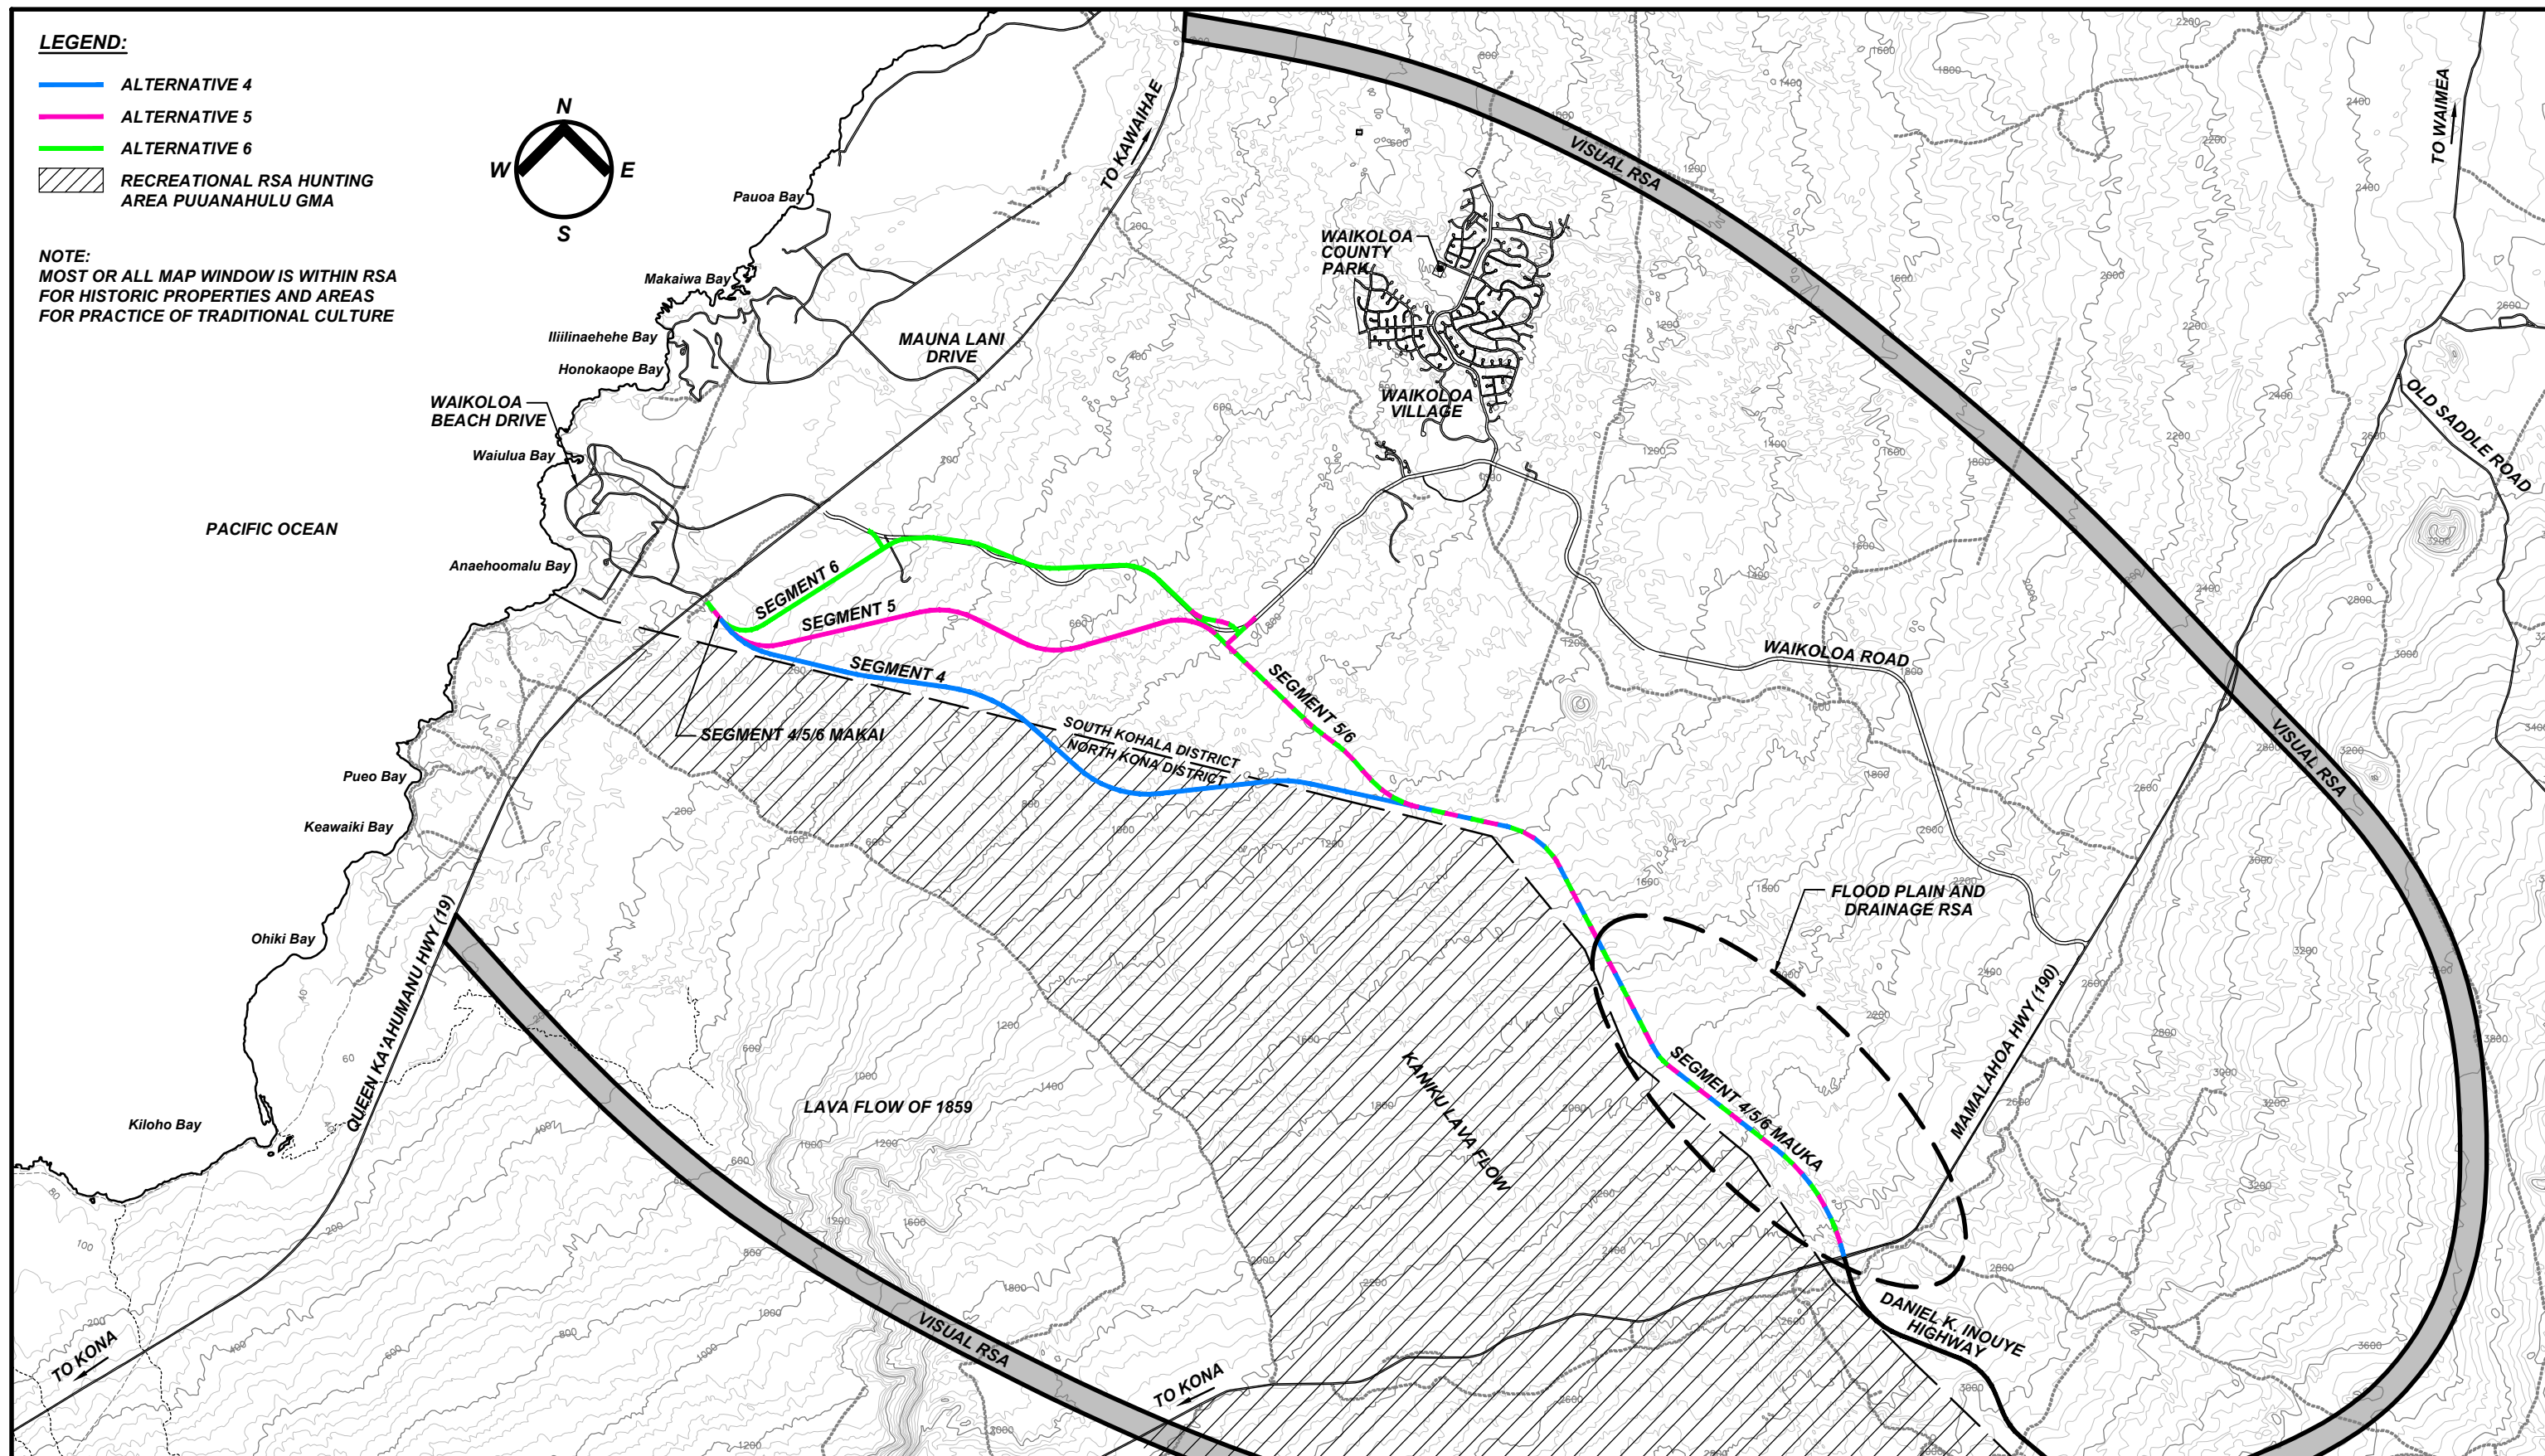 LEGEND:
ALTERNATIVE 4
ALTERNATIVE 5
ALTERNATIVE 6
RECREATIONAL RSA HUNTING
AREA PUUANAHULU GMA
NOTE:
MOST OR ALL MAP WINDOW IS WITHIN RSA
FOR HISTORIC PROPERTIES AND AREAS
FOR PRACTICE OF TRADITIONAL CULTURE
N
W
E
S
TO KAWAIHAE
VISUAL RSA
TO WAIMEA
Pauoa Bay
WAIKOLOA
COUNTY
PARK
Makaiwa Bay
Iliilinaehehe Bay
MAUNA LANI
DRIVE
Honokaope Bay
WAIKOLOA
BEACH DRIVE
WAIKOLOA
VILLAGE
OLD SADDLE ROAD
Waiulua Bay
PACIFIC OCEAN
Anaehoomalu Bay
SEGMENT 6
SEGMENT 5
SEGMENT 4
SEGMENT 5/6
WAIKOLOA ROAD
SEGMENT 4/5/6 MAKAI
SOUTH KOHALA DISTRICT
NORTH KONA DISTRICT
VISUAL RSA
Pueo Bay
Keawaiki Bay
FLOOD PLAIN AND
DRAINAGE RSA
Ohiki Bay
QUEEN KA'AHUMANU HWY (19)
MAMALAHOA HWY (190)
KANIKU LAVA FLOW
SEGMENT 4/5/6 MAUKA
LAVA FLOW OF 1859
Kiloho Bay
DANIEL K. INOUYE
HIGHWAY
VISUAL RSA
TO KONA
TO KONA